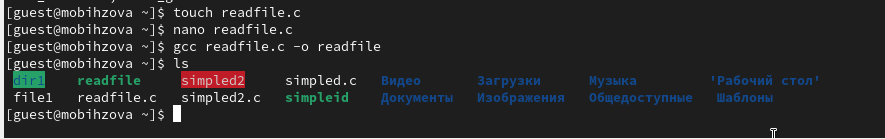 [guest@mobihzova ~]$ touch readfile.c
[guest@mobihzova ~]$ nano readfile.c
[guest@mobihzova ~]$ gcc readfile.c -o readfile
[guest@mobihzova ~]$ ls
dir1 readfile simpled2 simpled.c Видео Загрузки Музыка 'Рабочий стол'
file1 readfile.c simpled2.c simpleid Документы Изображения Общедоступные Шаблоны
[guest@mobihzova ~]$